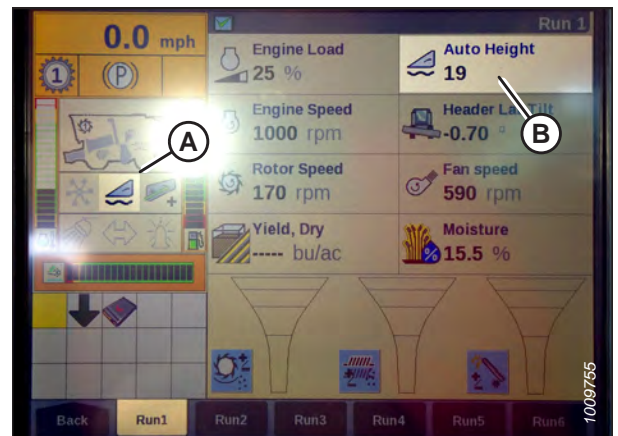 Run 1
0.0 mph
1
(P)
Engine Load
25 %
Auto Height
19
Engine Speed
1000 rpm
Header Lat Tilt
-0.70 °
Rotor Speed
170 rpm
Fan speed
590 rpm
Yield, Dry
----- bu/ac
Moisture
15.5 %
A
B
Back
Run1
Run2
Run3
Run4
Run5
Run6
1009755